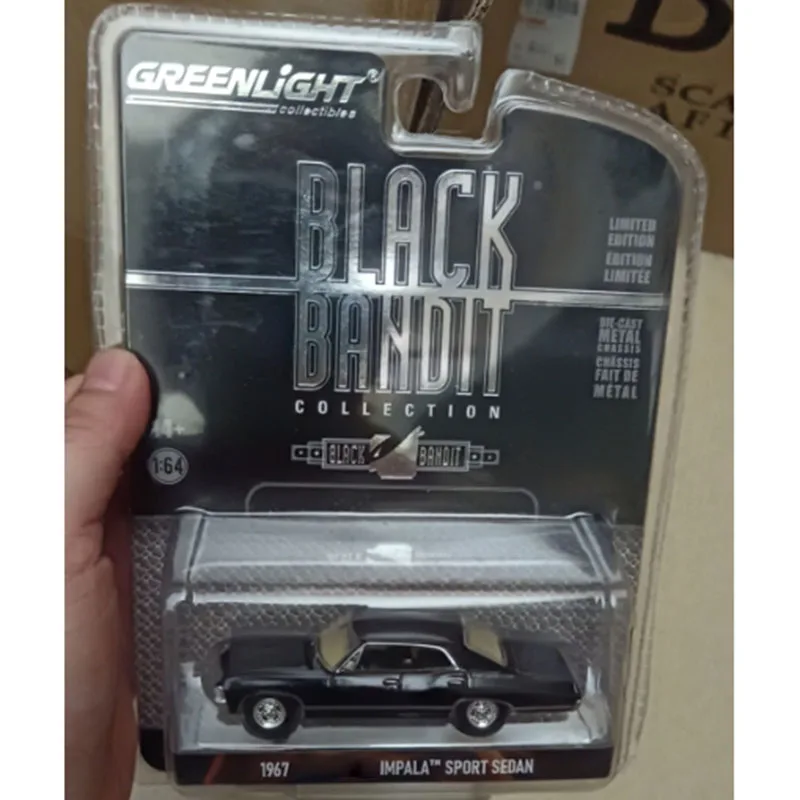 GREENLiGHT®
collectibles
BLACK
BANDIT
COLLECTION
LIMITED
EDITION
ÉDITION
LIMITÉE
DIE-CAST
METAL
CHASSIS
CHÂSSIS
FAIT DE
MÉTAL
1:64
BLACK BANDIT
1967 IMPALA™ SPORT SEDAN